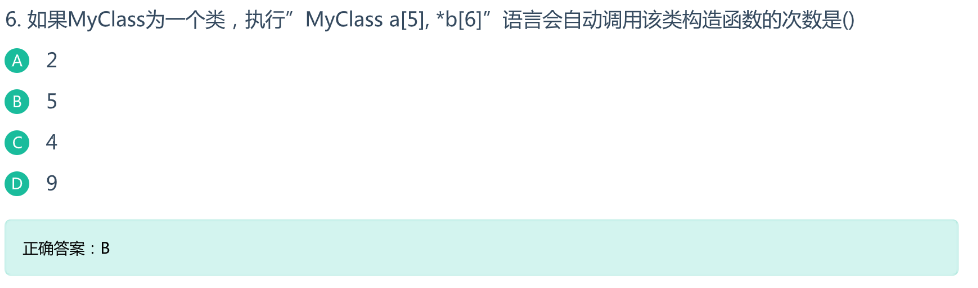 6. 如果MyClass为一个类，执行”MyClass a[5], *b[6]”语言会自动调用该类构造函数的次数是()
A 2
B 5
C 4
D 9
正确答案：B